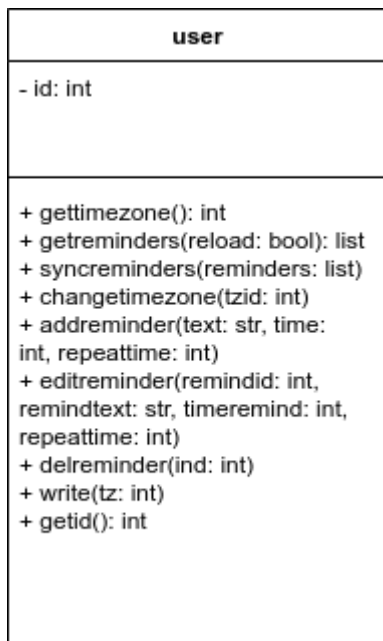 user
- id: int
+ gettimezone(): int
+ getreminders(reload: bool): list
+ syncreminders(reminders: list)
+ changetimezone(tzid: int)
+ addreminder(text: str, time:
int, repeattime: int)
+ editreminder(remindid: int,
remindtext: str, timeremind: int,
repeattime: int)
+ delreminder(ind: int)
+ write(tz: int)
+ getid(): int